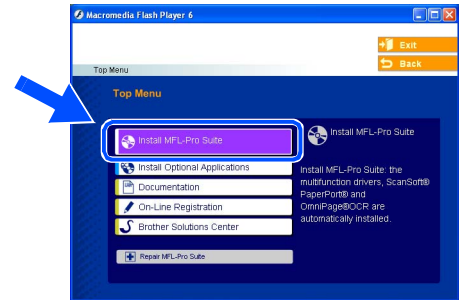 Macromedia Flash Player 6
Exit
Back
Top Menu
Top Menu
Install MFL-Pro Suite
Install Optional Applications
Documentation
On-Line Registration
Brother Solutions Center
Repair MFL-Pro Suite
Install MFL-Pro Suite
Install MFL-Pro Suite: the
multifunction drivers, ScanSoft®
PaperPort® and
OmniPage®OCR are
automatically installed.